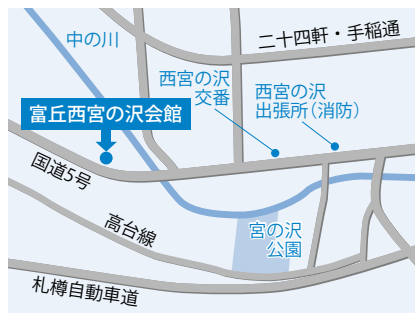 中の川
二十四軒・手稲通
西宮の沢
交番
西宮の沢
出張所(消防)
富丘西宮の沢会館
国道5号
高台線
宮の沢
公園
札樽自動車道